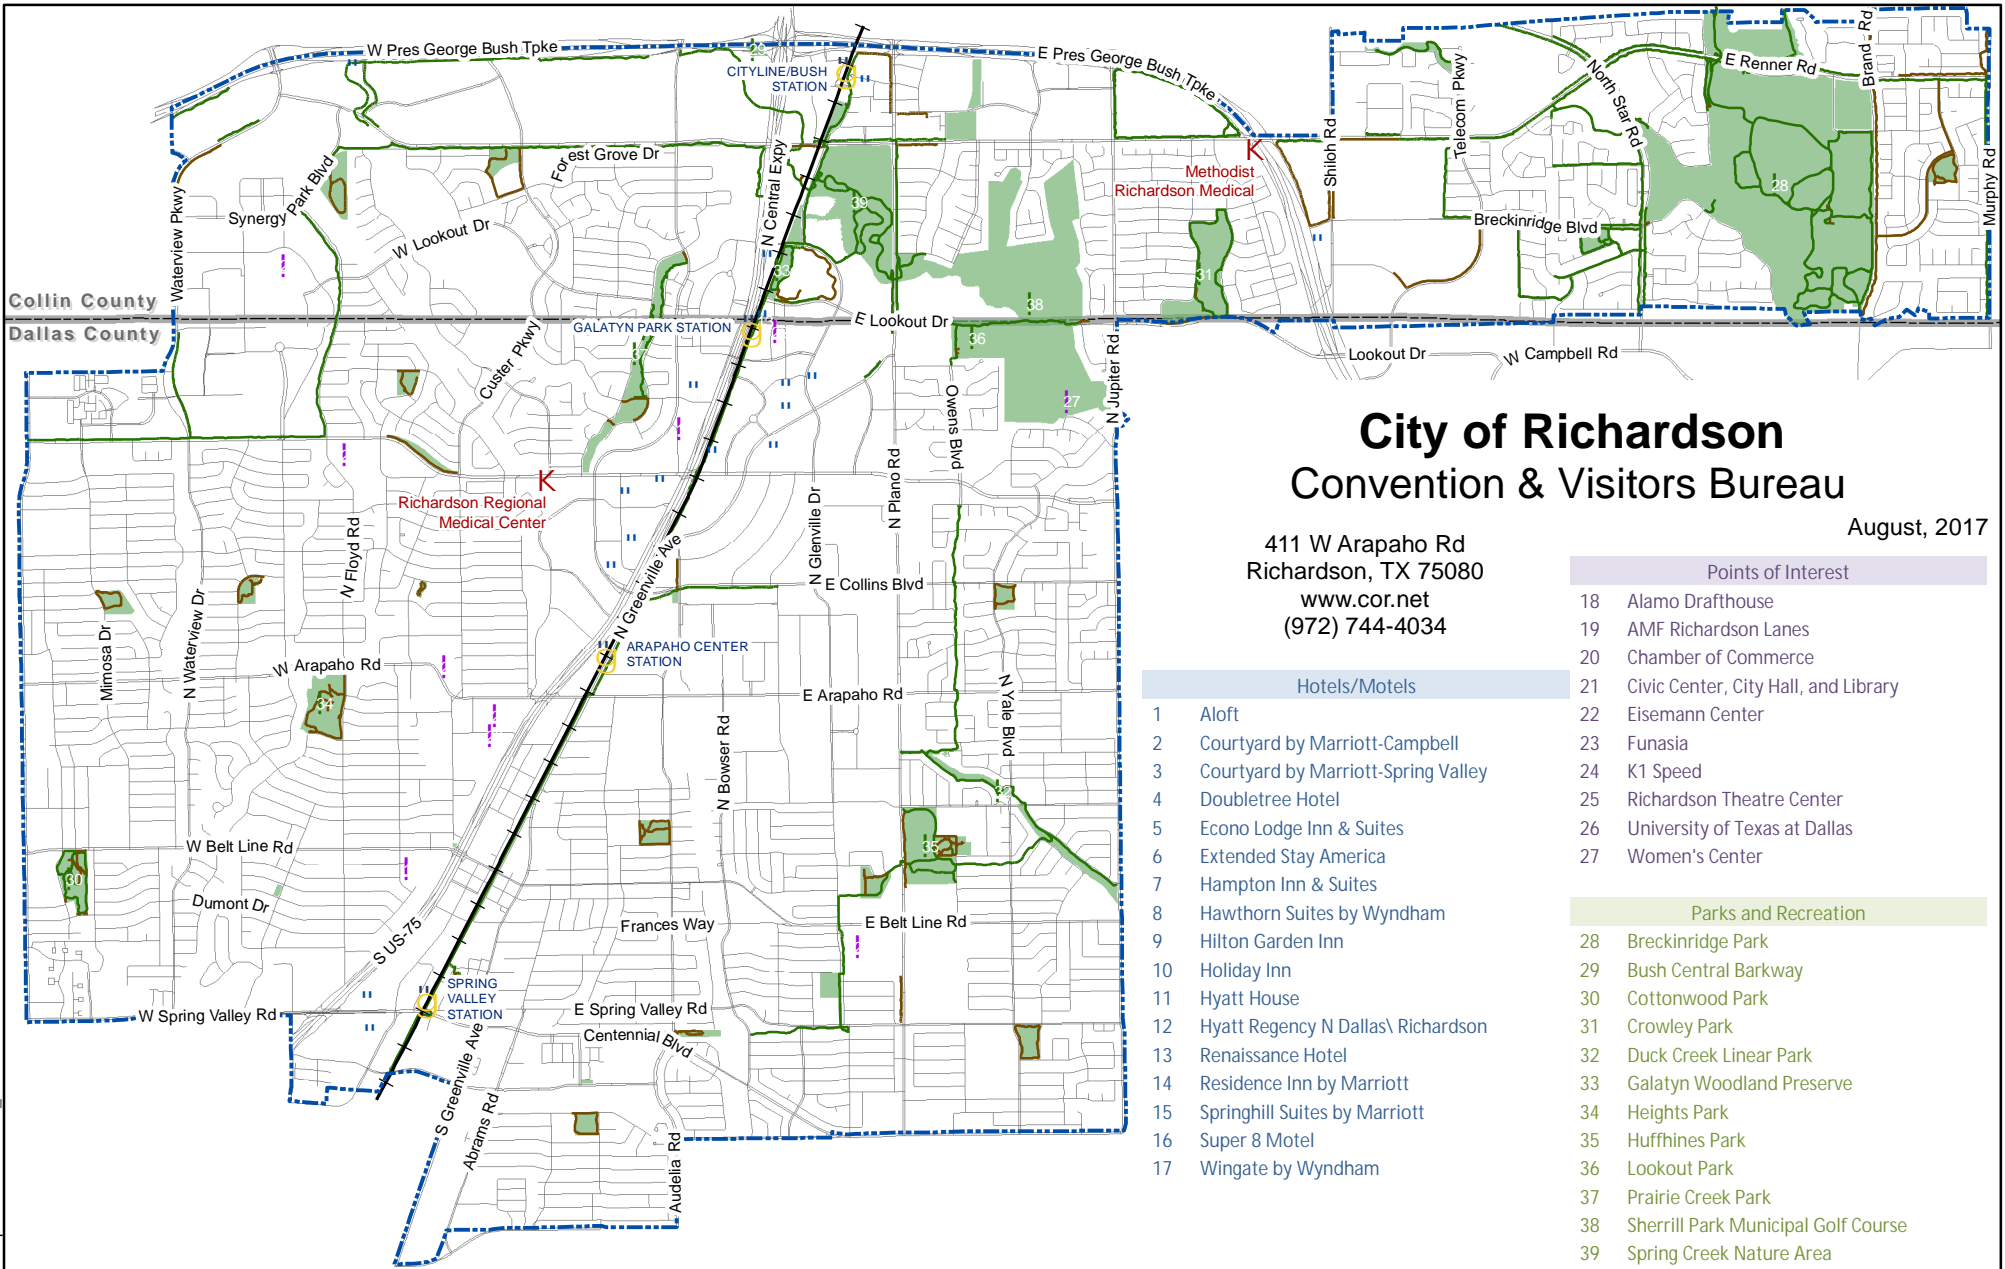 W Pres George Bush Tpke
29
CITYLINE/BUSH
STATION
E Pres George Bush Tpke
Telecom Pkwy
North Star Rd
E Renner Rd
Brand Rd
Forest Grove Dr
N Central Expy
Methodist
Richardson Medical
Shiloh Rd
28
Murphy Rd
Waterview Pkwy
Synergy Park Blvd
W Lookout Dr
39
Breckinridge Blvd
33
31
Collin County
Dallas County
38
GALATYN PARK STATION
E Lookout Dr
36
37
Custer Pkwy
N Jupiter Rd
Lookout Dr
W Campbell Rd
Owens Blvd
27
City of Richardson
Convention & Visitors Bureau
August, 2017
411 W Arapaho Rd
Richardson, TX 75080
www.cor.net
(972) 744-4034
Richardson Regional
Medical Center
N Floyd Rd
N Glenville Dr
N Plano Rd
N Greenville Ave
E Collins Blvd
Mimosa Dr
N Waterview Dr
W Arapaho Rd
ARAPAHO CENTER
STATION
34
E Arapaho Rd
N Yale Blvd
N Bowser Rd
32
W Belt Line Rd
35
30
Dumont Dr
Frances Way
E Belt Line Rd
S US-75
SPRING
VALLEY
STATION
W Spring Valley Rd
E Spring Valley Rd
Centennial Blvd
S Greenville Ave
Abrams Rd
Audelia Rd
Hotels/Motels
1 Aloft
2 Courtyard by Marriott-Campbell
3 Courtyard by Marriott-Spring Valley
4 Doubletree Hotel
5 Econo Lodge Inn & Suites
6 Extended Stay America
7 Hampton Inn & Suites
8 Hawthorn Suites by Wyndham
9 Hilton Garden Inn
10 Holiday Inn
11 Hyatt House
12 Hyatt Regency N Dallas\ Richardson
13 Renaissance Hotel
14 Residence Inn by Marriott
15 Springhill Suites by Marriott
16 Super 8 Motel
17 Wingate by Wyndham
Points of Interest
18 Alamo Drafthouse
19 AMF Richardson Lanes
20 Chamber of Commerce
21 Civic Center, City Hall, and Library
22 Eisemann Center
23 Funasia
24 K1 Speed
25 Richardson Theatre Center
26 University of Texas at Dallas
27 Women's Center
Parks and Recreation
28 Breckinridge Park
29 Bush Central Barkway
30 Cottonwood Park
31 Crowley Park
32 Duck Creek Linear Park
33 Galatyn Woodland Preserve
34 Heights Park
35 Huffhines Park
36 Lookout Park
37 Prairie Creek Park
38 Sherrill Park Municipal Golf Course
39 Spring Creek Nature Area